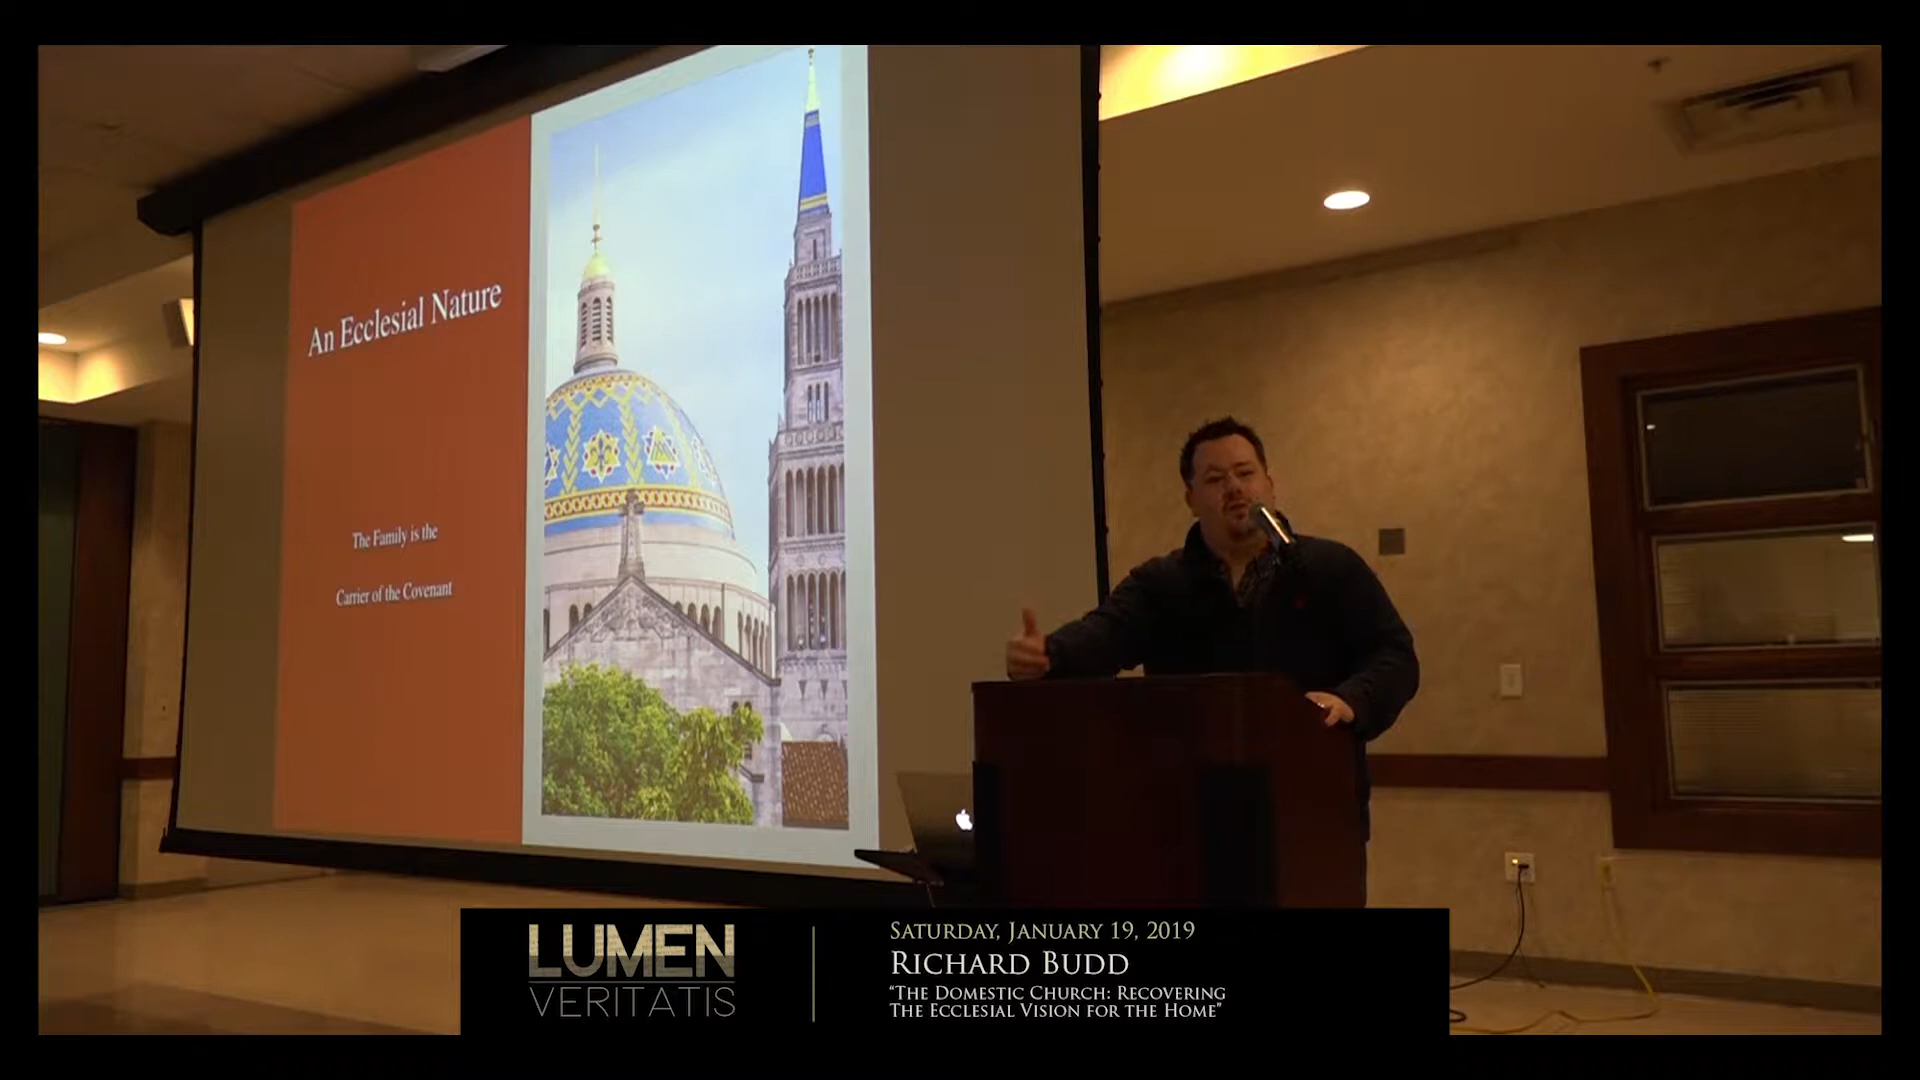 An Ecclesial Nature
The Family is the
Carrier of the Covenant
LUMEN
VERITATIS
Saturday, January 19, 2019
Richard Budd
“The Domestic Church: Recovering
The Ecclesial Vision for the Home”